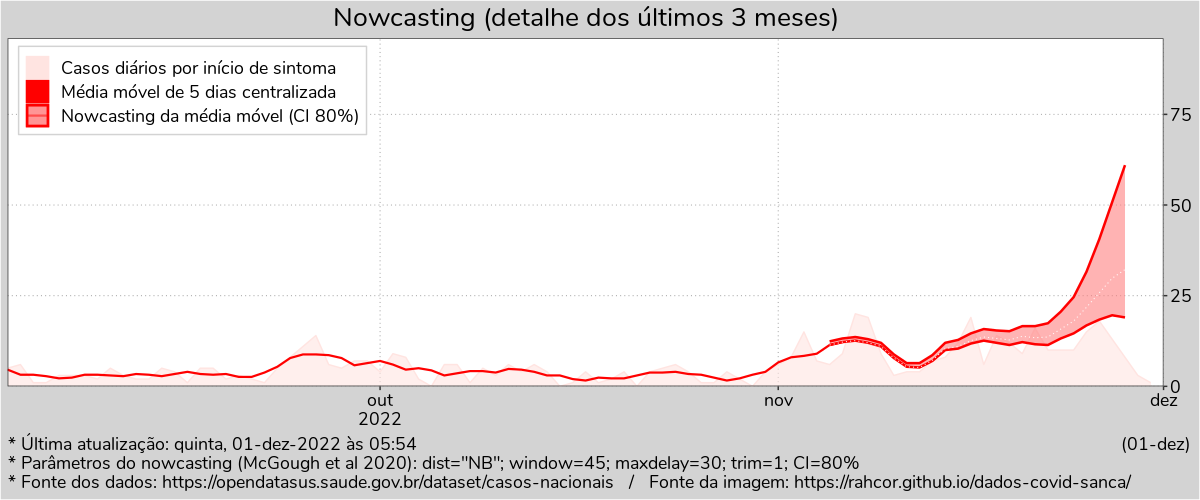 Nowcasting (detalhe dos últimos 3 meses)
Casos diários por início de sintoma
Média móvel de 5 dias centralizada
Nowcasting da média móvel (CI 80%)
75
50
25
0
out
2022
nov
dez
* Última atualização: quinta, 01-dez-2022 às 05:54
(01-dez)
* Parâmetros do nowcasting (McGough et al 2020): dist="NB"; window=45; maxdelay=30; trim=1; CI=80%
* Fonte dos dados: https://opendatasus.saude.gov.br/dataset/casos-nacionais / Fonte da imagem: https://rahcor.github.io/dados-covid-sanca/